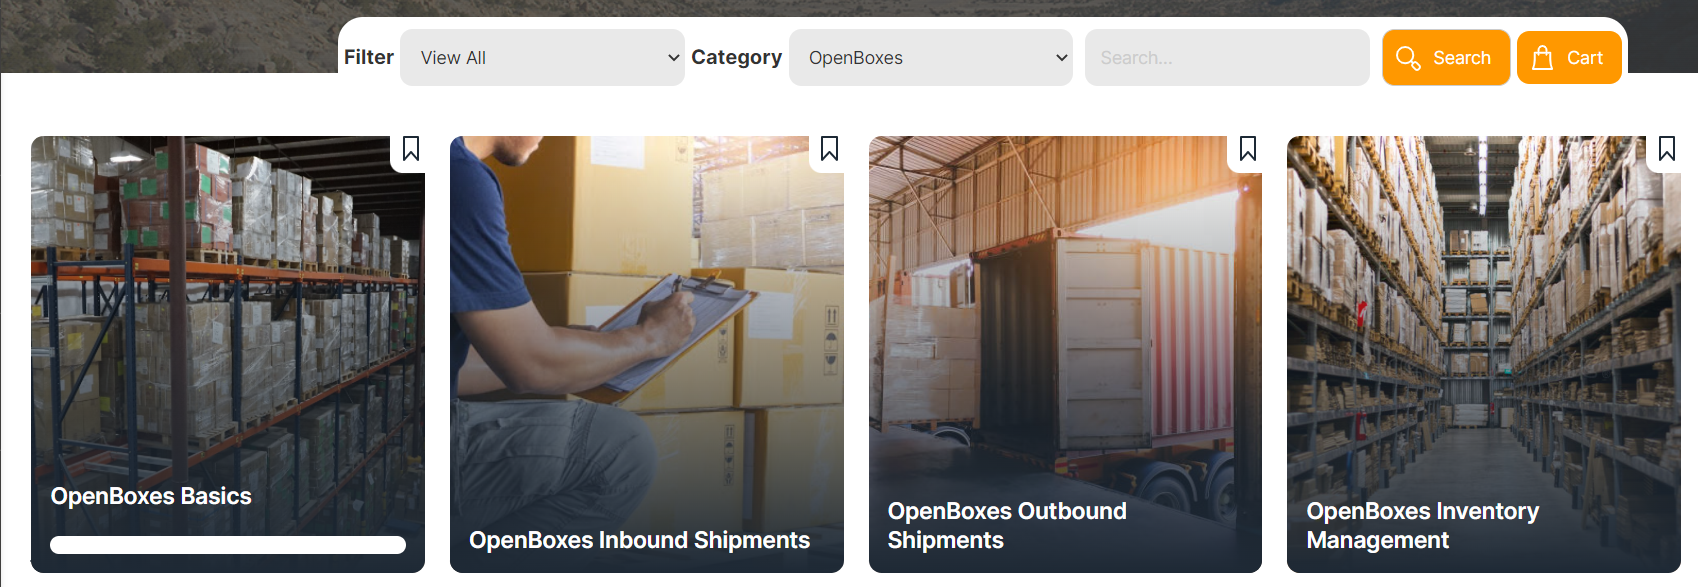 Filter View All Category OpenBoxes Search... Search Cart
OpenBoxes Basics
OpenBoxes Inbound Shipments
OpenBoxes Outbound
Shipments
OpenBoxes Inventory
Management